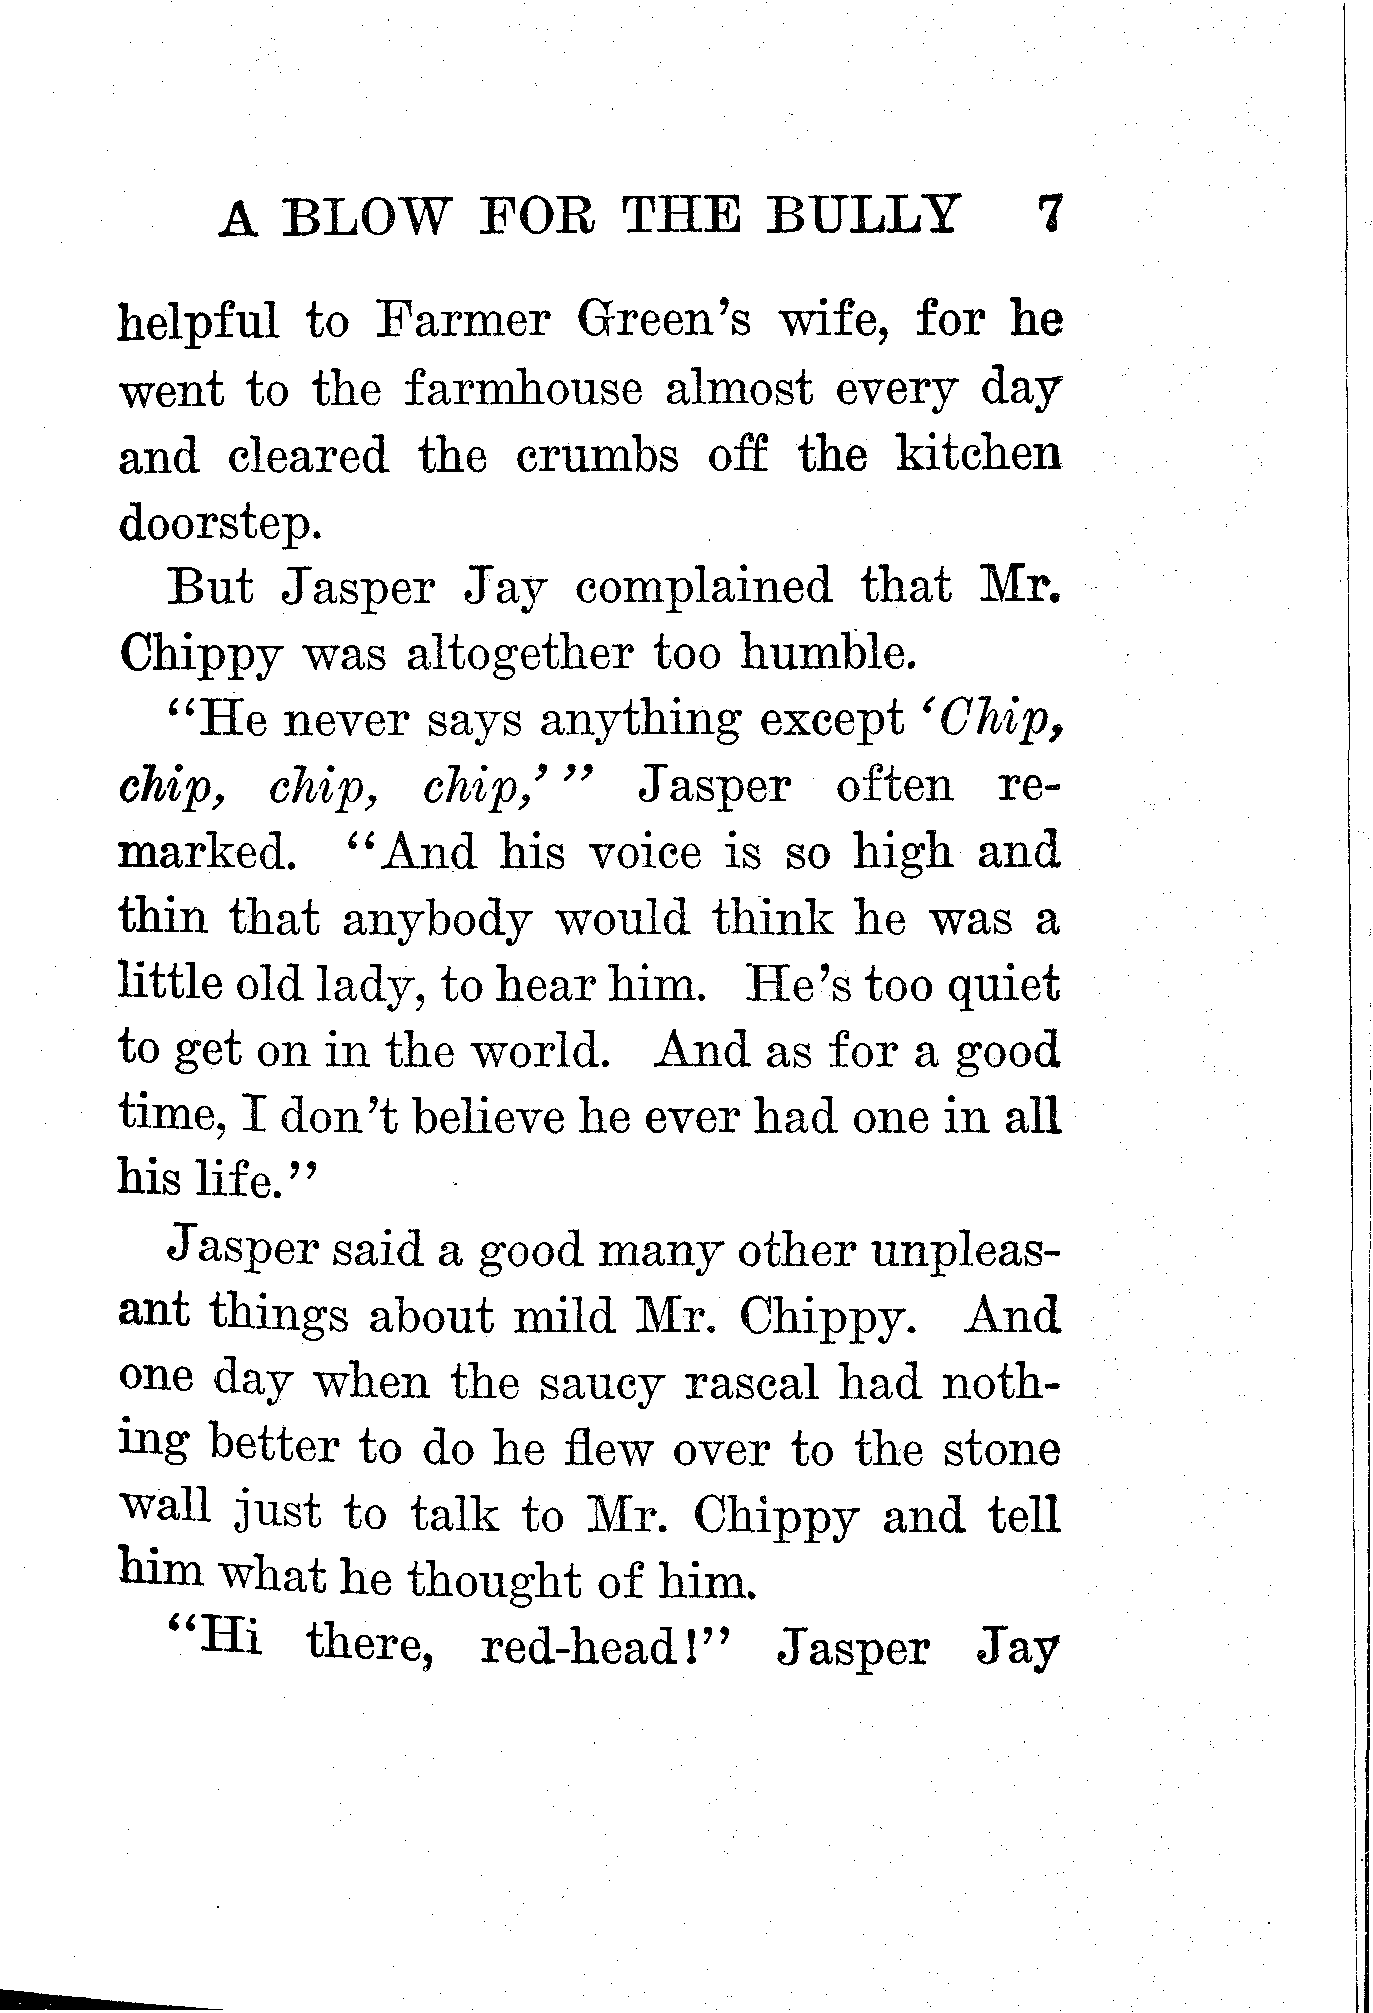 A BLOW FOR THE BULLY 7
helpful to Farmer Green's wife, for he
went to the farmhouse almost every day
and cleared the crumbs off the kitchen
doorstep.
But Jasper Jay complained that Mr.
Chippy was altogether too humble.
"He never says anything except 'Chip,
chip, chip, chip,'" Jasper often re-
marked. "And his voice is so high and
thin that anybody would think he was a
little old lady, to hear him. He's too quiet
to get on in the world. And as for a good
time, I don't believe he ever had one in all
his life."
Jasper said a good many other unpleas-
ant things about mild Mr. Chippy. And
one day when the saucy rascal had noth-
ing better to do he flew over to the stone
wall just to talk to Mr. Chippy and tell
him what he thought of him.
"Hi there, red-head!" Jasper Jay